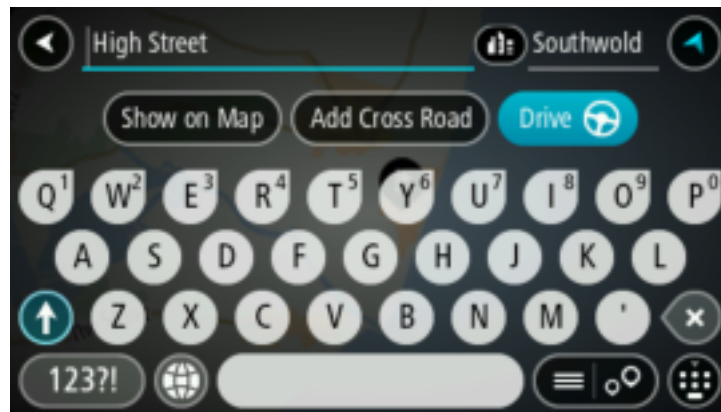 High Street Southwold
Show on Map Add Cross Road Drive
Q1 W2 E3 R4 T5 Y6 U7 I8 O9 P0
A S D F G H J K L
Z X C V B N M '
123?!